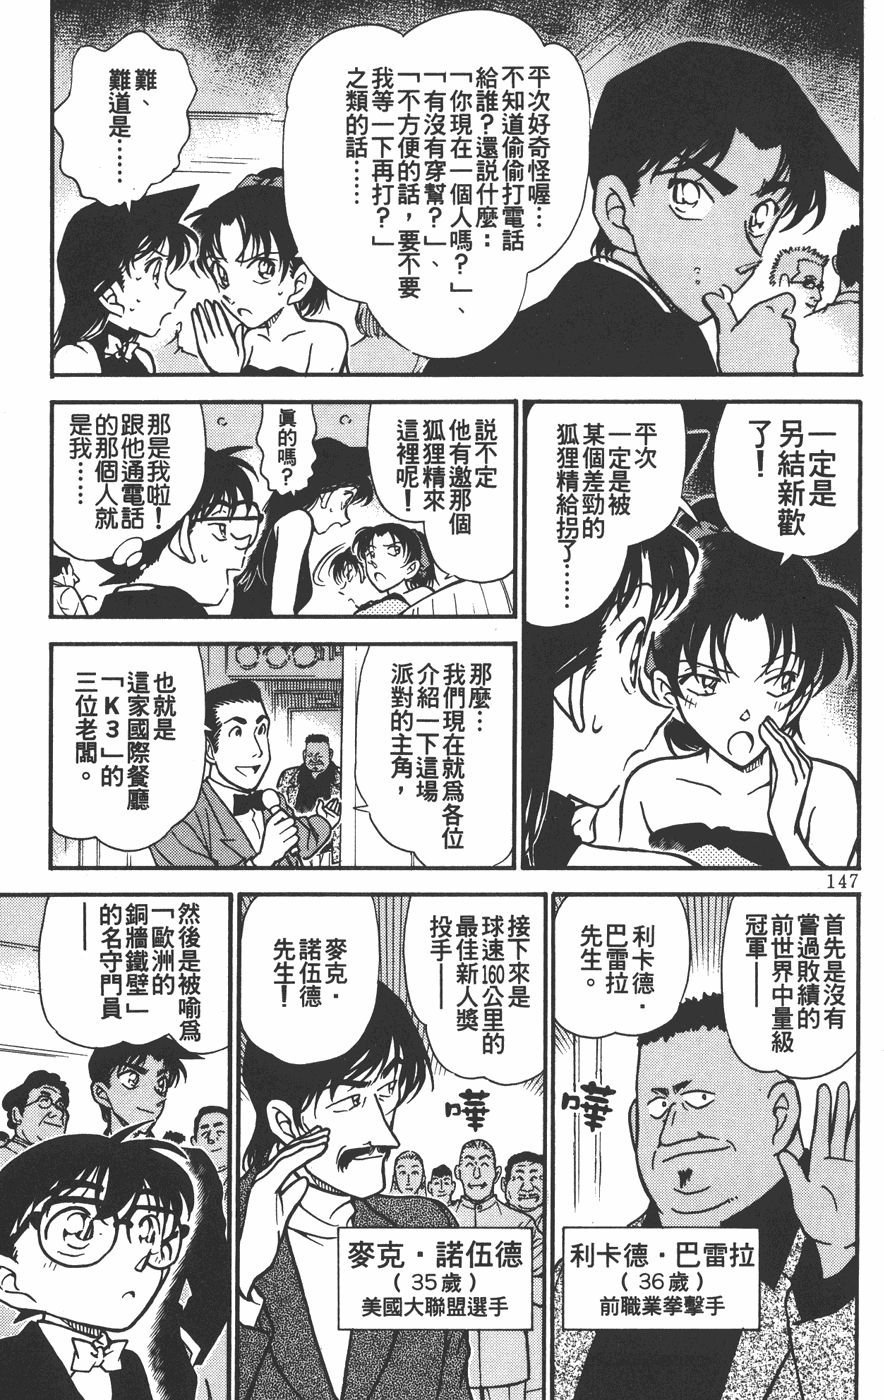 平次好奇怪喔…
不知道偷偷打電話
給誰？還說什麼：
「你現在一個人嗎？」、
「有沒有穿幫？」、
「不方便的話，要不要
我等一下再打？」
之類的話……
難、
難道是……
一定是
另結新歡
了！
平次
一定是被
某個差勁的
狐狸精給
拐了……
說不定
他有邀那個
狐狸精來
這裡呢！
真的嗎？
那是我啦！
跟他通電話
的那個人就
是我……
那麼…
我們現在就為各位
介紹一下這場
派對的主角，
也就是
這家國際餐廳
「K3」的
三位老闆。
147
首先是沒有
嘗過敗績的
前世界中量級
冠軍——
利卡德·
巴雷拉
先生。
嘩
利卡德·巴雷拉
（36歲）
前職業拳擊手
接下來是
球速160公里的
最佳新人獎
投手——
麥克·
諾伍德
先生！
嘩
麥克·諾伍德
（35歲）
美國大聯盟選手
然後是被喻為
「歐洲的
銅牆鐵壁」
的名守門員
——